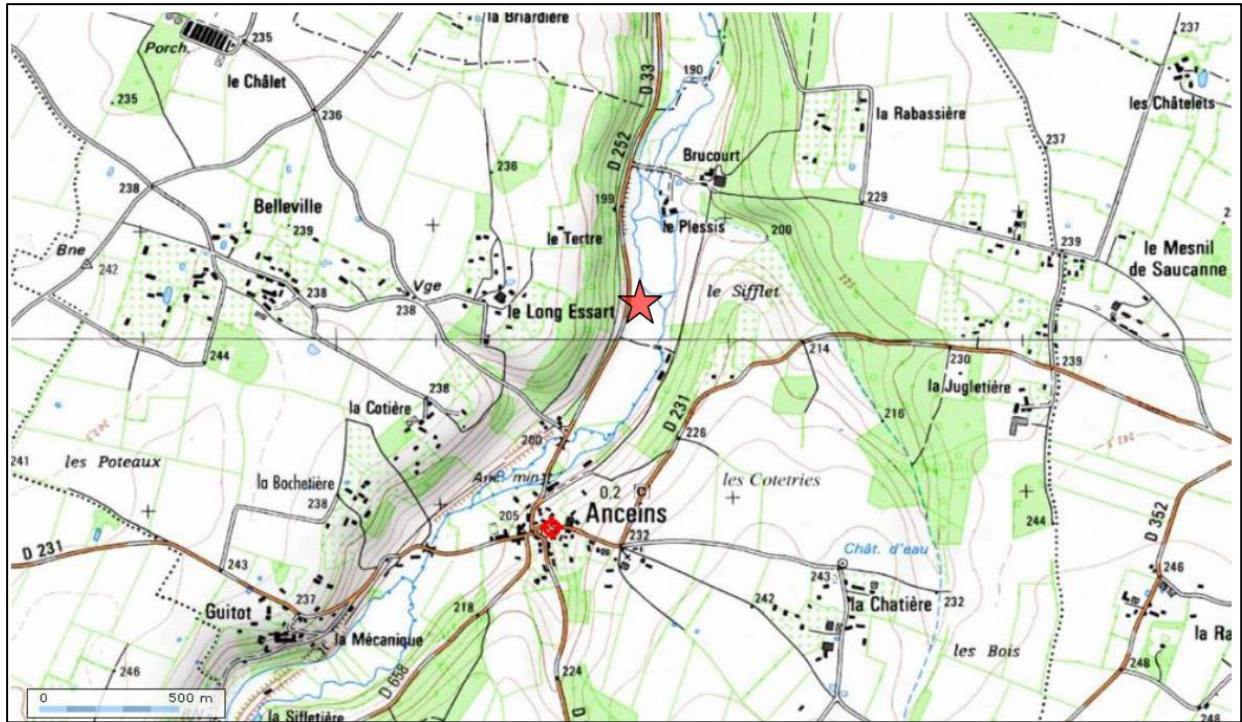 la Briardière
235
Porch.
le Châlet
235
236
D 33
190
237
les Châtelets
la Rabassière
237
D 252
Brucourt
236
238
Belleville
239
199
le Tertre
le Plessis
229
200
239
le Mesnil
de Saucanne
Bne
242
238
Vge
238
le Long Essart
le Sifflet
225
244
214
230
239
la Jugletière
238
la Cotière
D 231
216
200
226
241
les Poteaux
la Bochetière
238
les Cotetries
0.2
205
Anceins
244
D 352
D 231
232
243
Chât. d'eau
243
246
Guitot
237
218
242
la Chatière
232
la Mécanique
les Bois
la Ra
246
D 658
224
248
0 500 m
la Sifletière
D
248